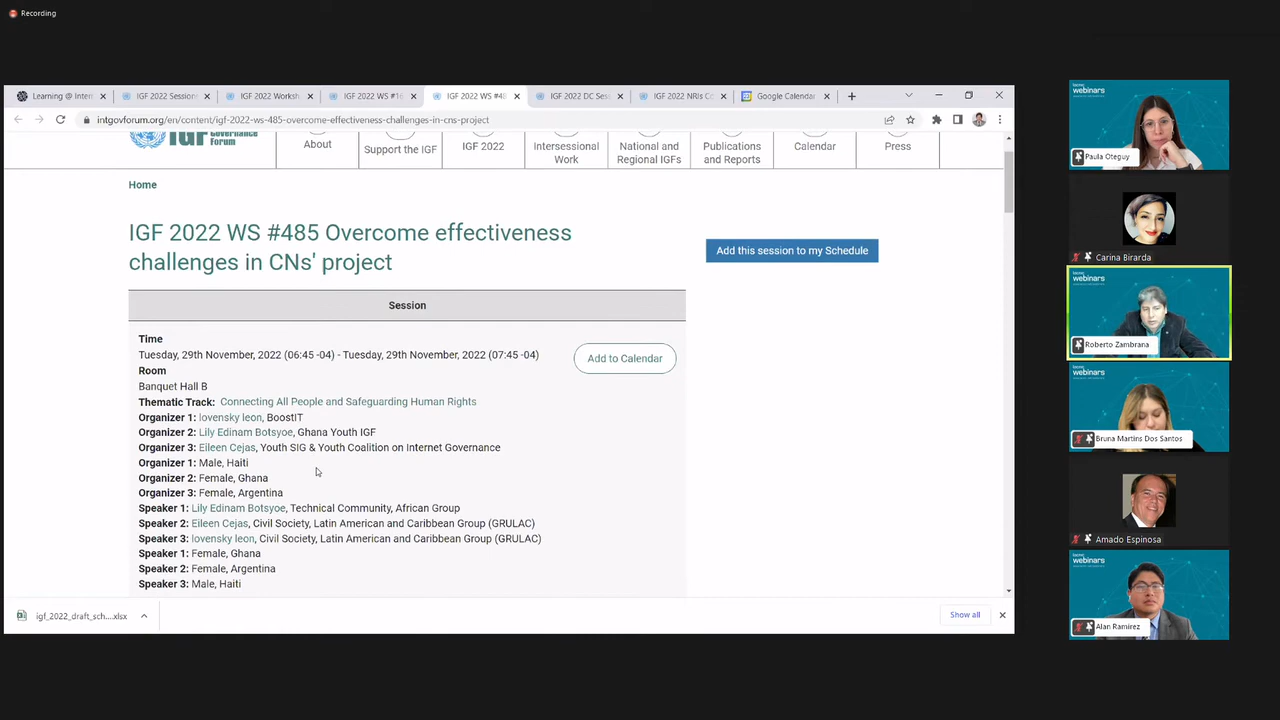 Recording
Learning @ Inter
IGF 2022 Session
IGF 2022 Worksh
IGF 2022 WS #16
IGF 2022 WS #48
IGF 2022 DC Ses
IGF 2022 NRIs Co
Google Calendar
intgovforum.org/en/content/igf-2022-ws-485-overcome-effectiveness-challenges-in-cns-project
Governance
Forum
About
Support the IGF
IGF 2022
Intersessional Work
National and Regional IGFs
Publications and Reports
Calendar
Press
Home
IGF 2022 WS #485 Overcome effectiveness
challenges in CNs' project
Add this session to my Schedule
Session
Time
Tuesday, 29th November, 2022 (06:45 -04) - Tuesday, 29th November, 2022 (07:45 -04)
Add to Calendar
Room
Banquet Hall B
Thematic Track: Connecting All People and Safeguarding Human Rights
Organizer 1: lovensky leon, BoostIT
Organizer 2: Lily Edinam Botsyoe, Ghana Youth IGF
Organizer 3: Eileen Cejas, Youth SIG & Youth Coalition on Internet Governance
Organizer 1: Male, Haiti
Organizer 2: Female, Ghana
Organizer 3: Female, Argentina
Speaker 1: Lily Edinam Botsyoe, Technical Community, African Group
Speaker 2: Eileen Cejas, Civil Society, Latin American and Caribbean Group (GRULAC)
Speaker 3: lovensky leon, Civil Society, Latin American and Caribbean Group (GRULAC)
Speaker 1: Female, Ghana
Speaker 2: Female, Argentina
Speaker 3: Male, Haiti
igf_2022_draft_sch....xlsx
Show all
lacnic
webinars
Paula Oteguy
Carina Birarda
lacnic
webinars
Roberto Zambrana
lacnic
webinars
Bruna Martins Dos Santos
Amado Espinosa
lacnic
webinars
Alan Ramirez